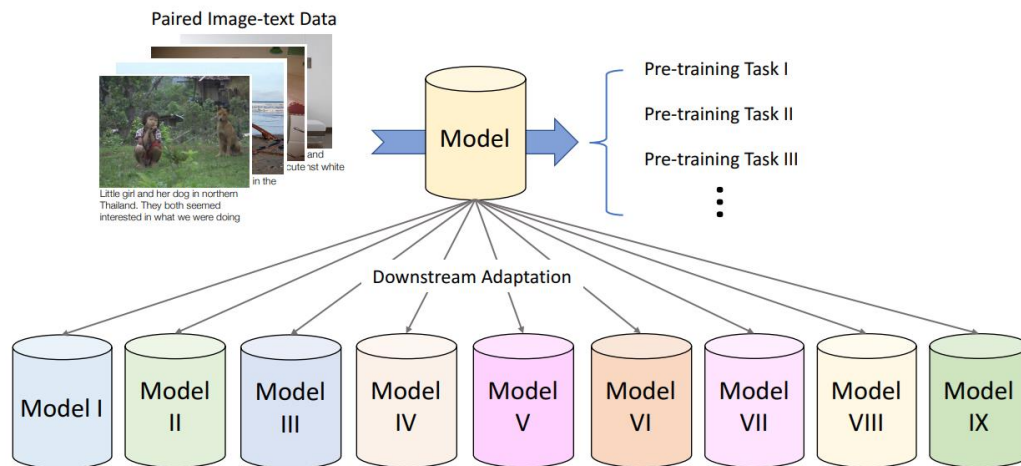 Paired Image-text Data
and
cutenst white
in the
Little girl and her dog in northern
Thailand. They both seemed
interested in what we were doing
Model
Pre-training Task I
Pre-training Task II
Pre-training Task III
Downstream Adaptation
Model I
Model
II
Model
III
Model
IV
Model
V
Model
VI
Model
VII
Model
VIII
Model
IX